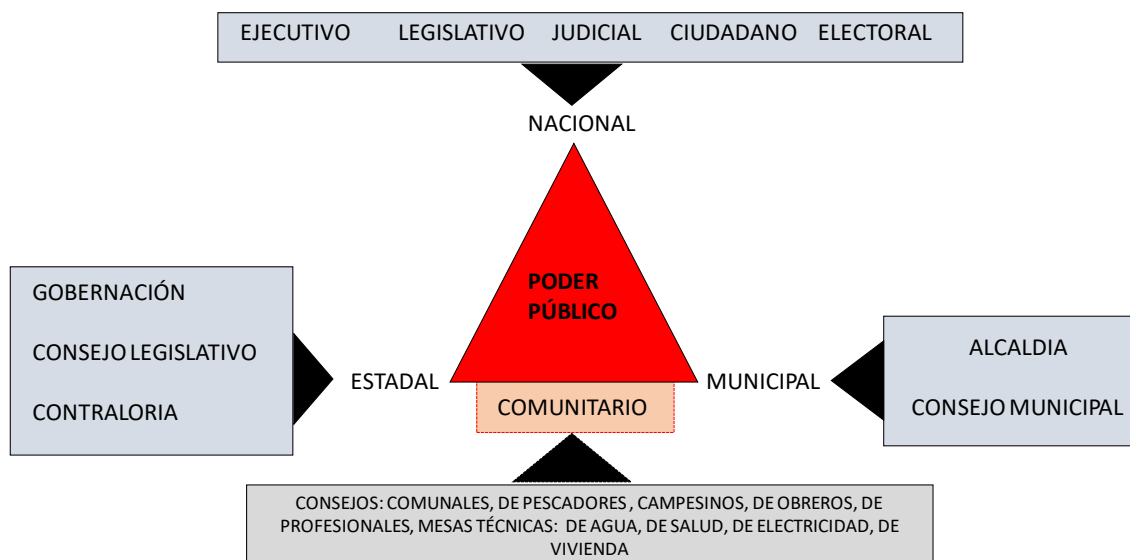 EJECUTIVO LEGISLATIVO JUDICIAL CIUDADANO ELECTORAL
NACIONAL
PODER
PÚBLICO
GOBERNACIÓN
CONSEJO LEGISLATIVO
CONTRALORIA
ESTADAL
MUNICIPAL
ALCALDIA
CONSEJO MUNICIPAL
COMUNITARIO
CONSEJOS: COMUNALES, DE PESCADORES , CAMPESINOS, DE OBREROS, DE
PROFESIONALES, MESAS TÉCNICAS: DE AGUA, DE SALUD, DE ELECTRICIDAD, DE
VIVIENDA